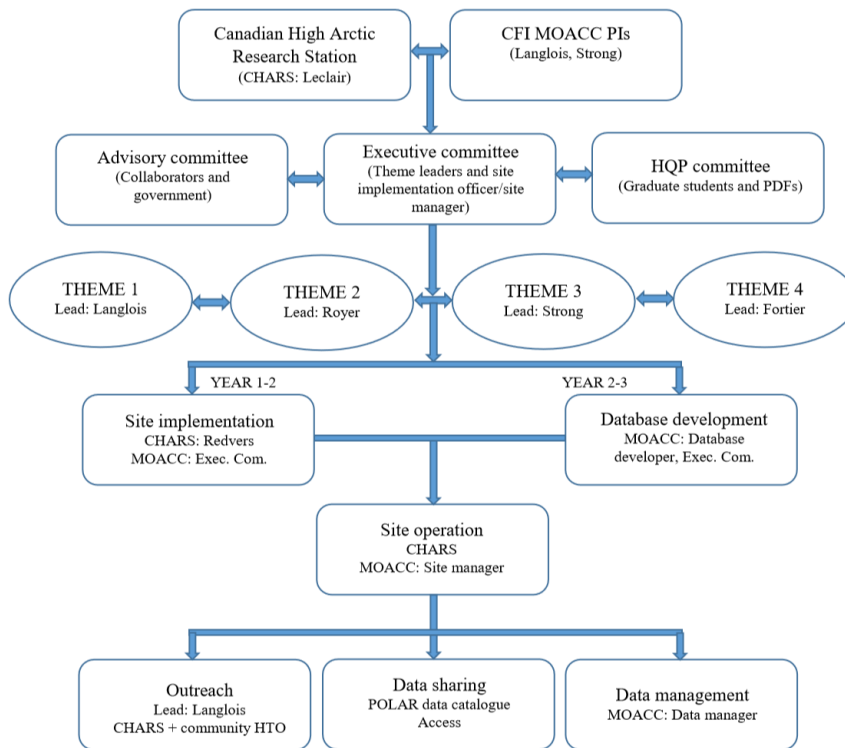 Canadian High Arctic
Research Station
(CHARS: Leclair)
CFI MOACC PIs
(Langlois, Strong)
Advisory committee
(Collaborators and
government)
Executive committee
(Theme leaders and site
implementation officer/site
manager)
HQP committee
(Graduate students and PDFs)
THEME 1
Lead: Langlois
THEME 2
Lead: Royer
THEME 3
Lead: Strong
THEME 4
Lead: Fortier
YEAR 1-2
YEAR 2-3
Site implementation
CHARS: Redvers
MOACC: Exec. Com.
Database development
MOACC: Database
developer, Exec. Com.
Site operation
CHARS
MOACC: Site manager
Outreach
Lead: Langlois
CHARS + community HTO
Data sharing
POLAR data catalogue
Access
Data management
MOACC: Data manager